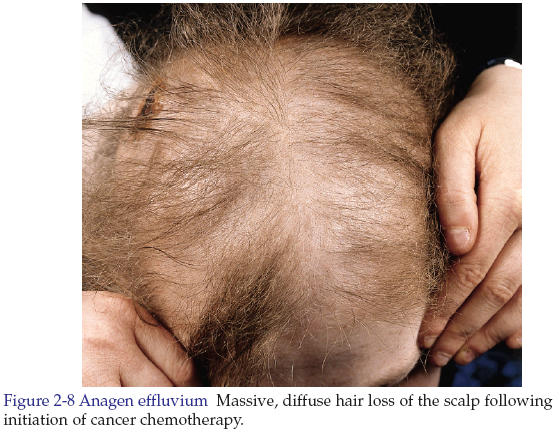 Figure 2-8 Anagen effluvium Massive, diffuse hair loss of the scalp following
initiation of cancer chemotherapy.